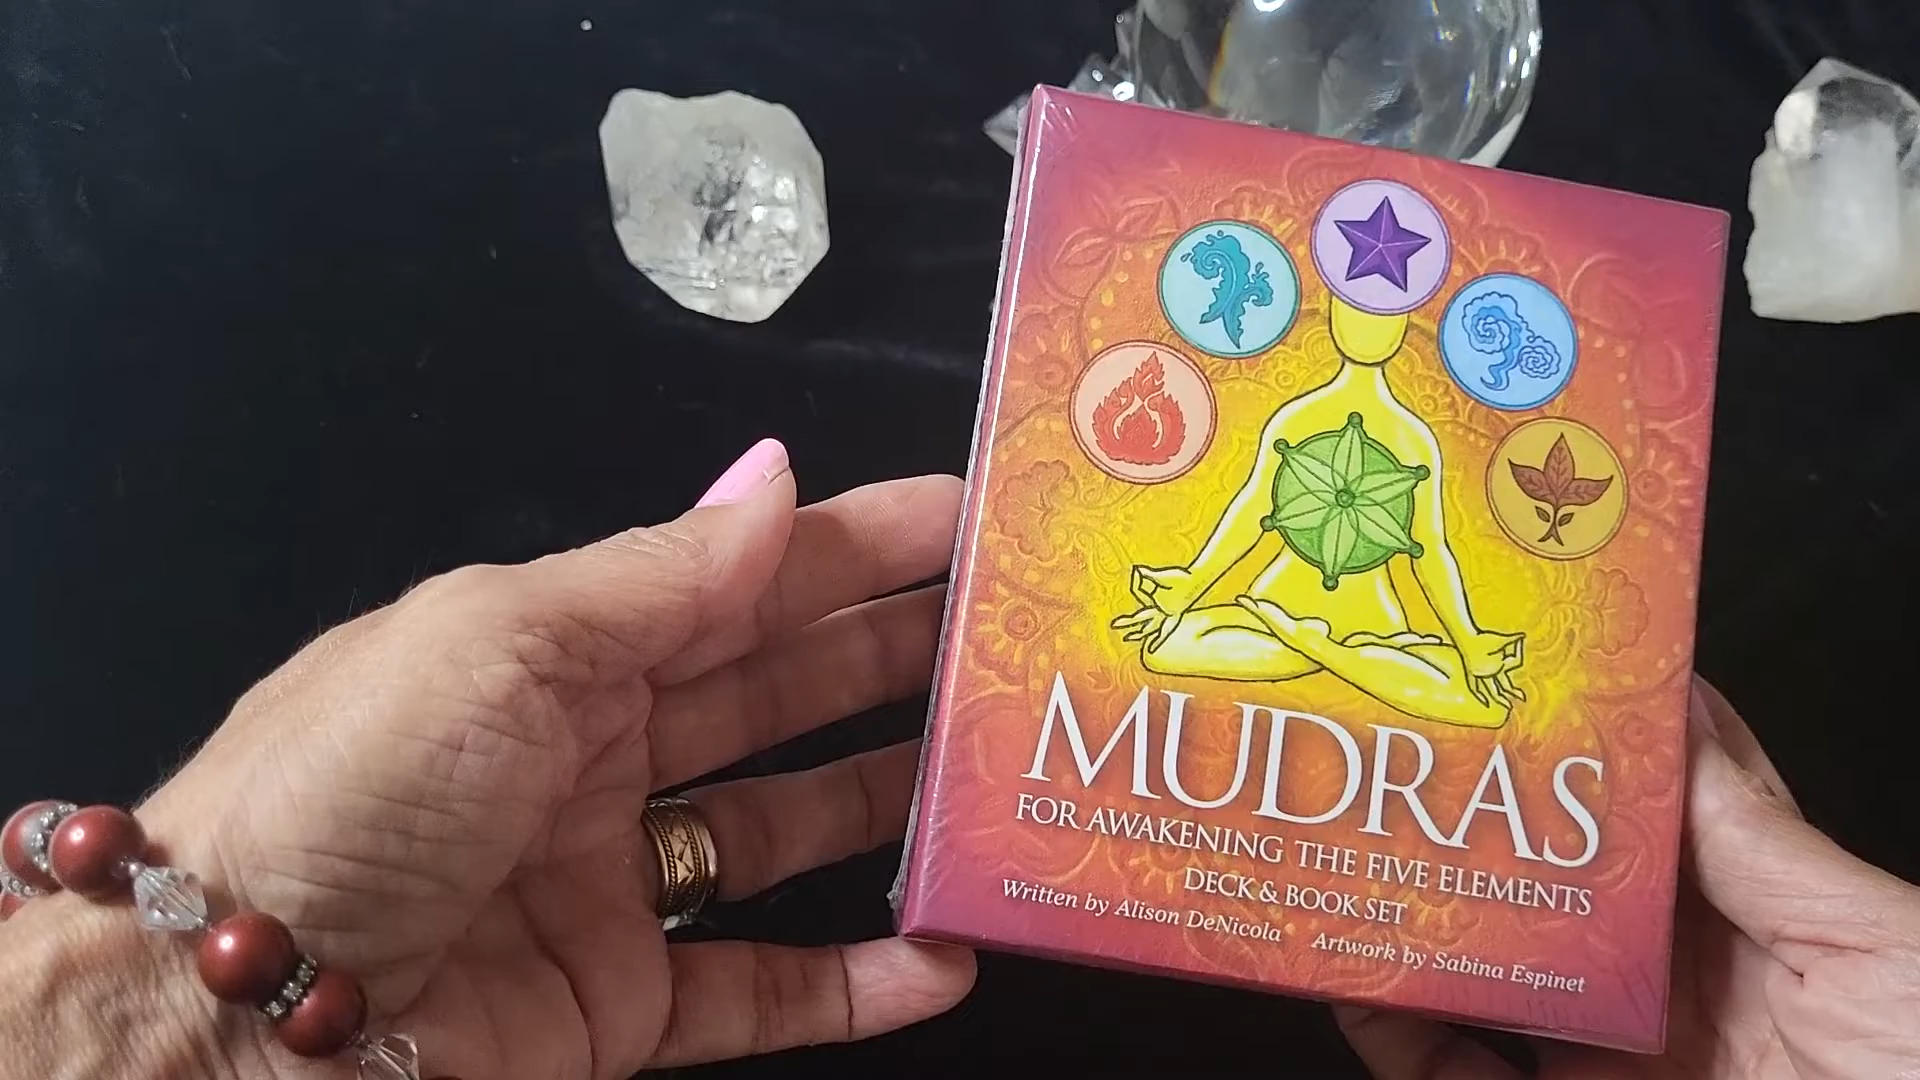 MUDRAS
FOR AWAKENING THE FIVE ELEMENTS
DECK & BOOK SET
Written by Alison DeNicola Artwork by Sabina Espinet